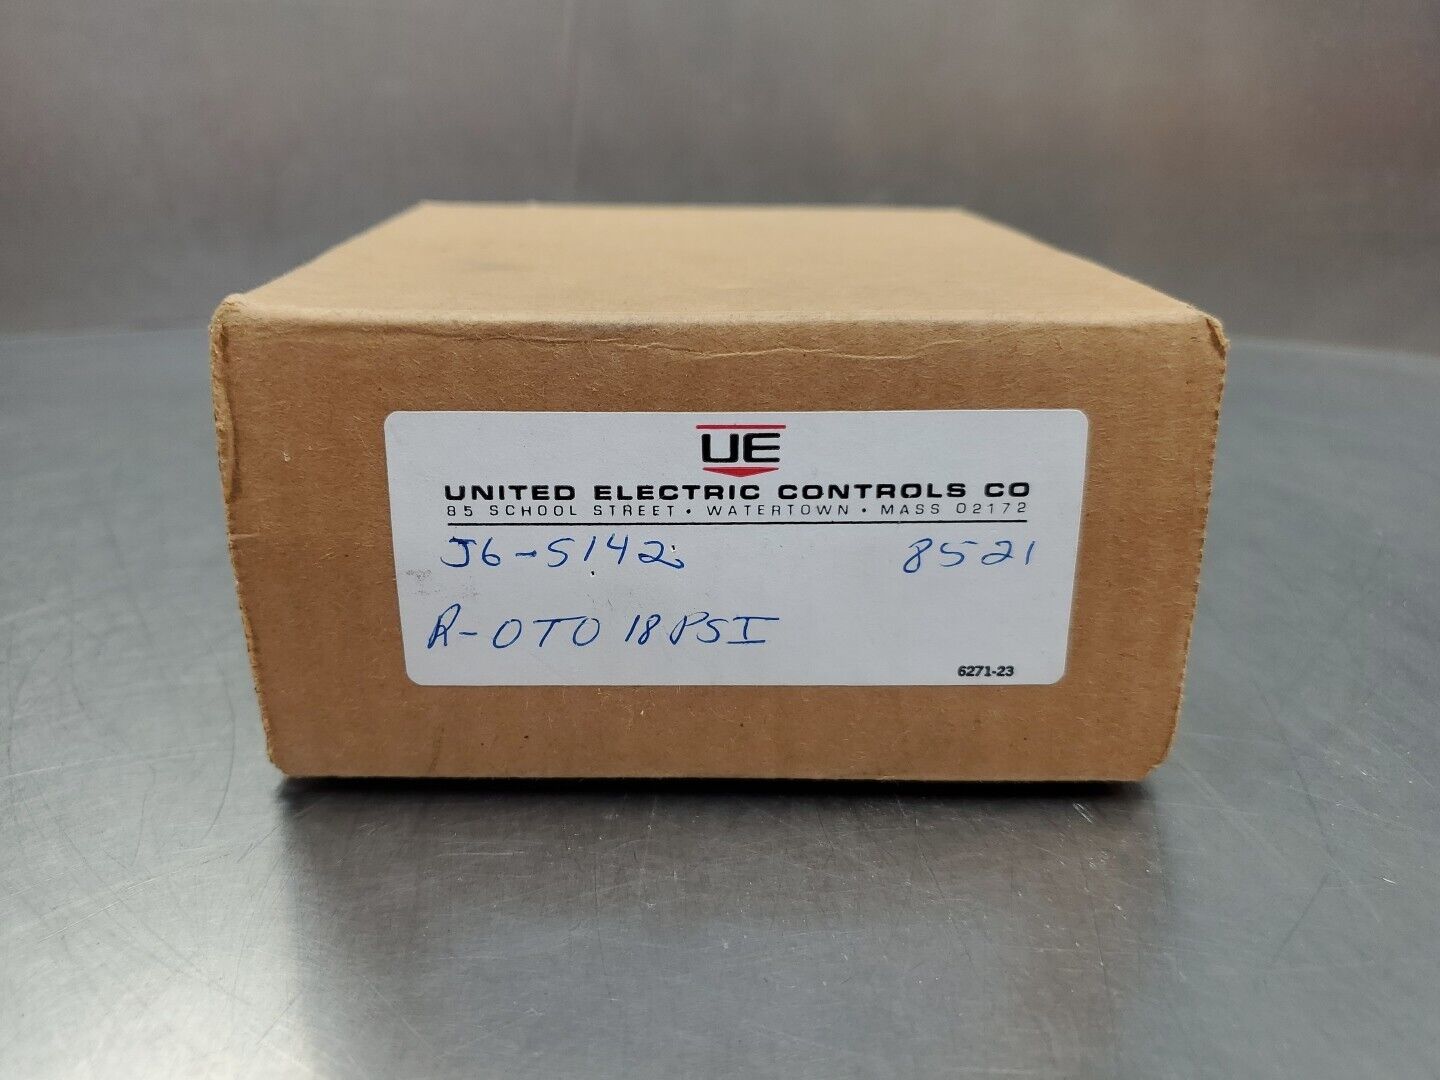 UE
UNITED ELECTRIC CONTROLS CO
85 SCHOOL STREET • WATERTOWN • MASS 02172
J6-S142 8521
R-0TO 18 PSI
6271-23